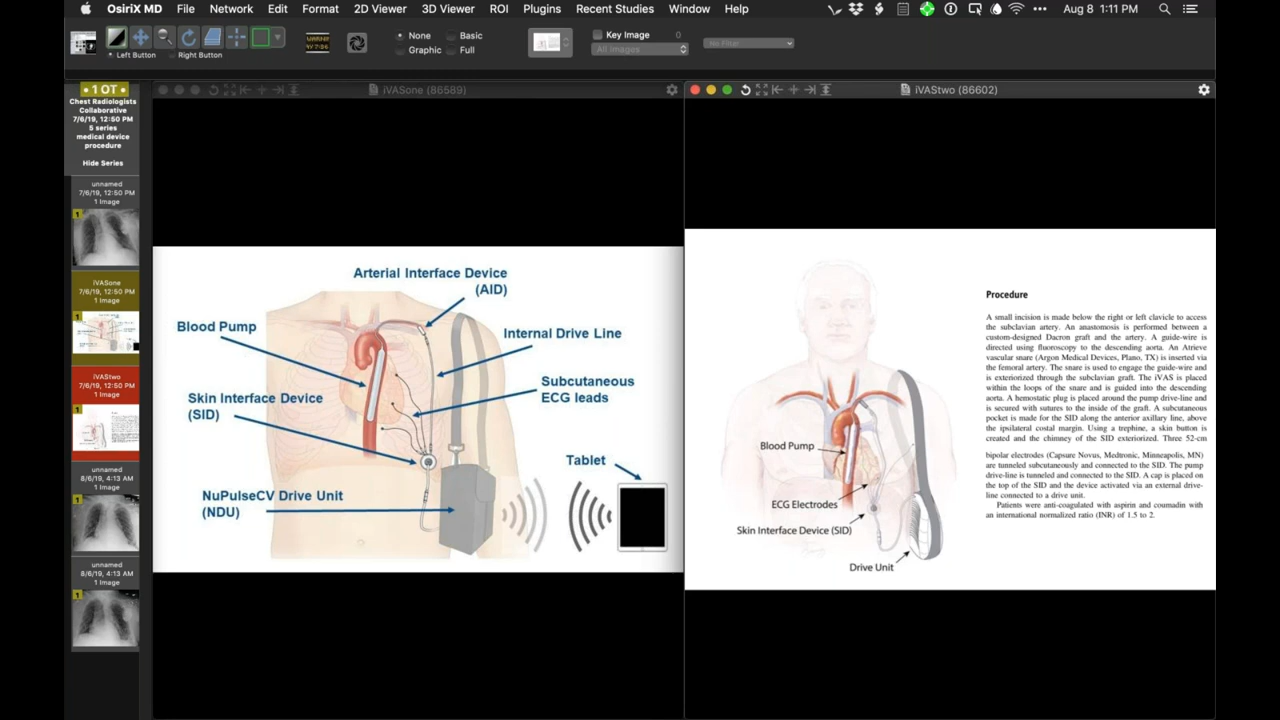 OsiriX MD File Network Edit Format 2D Viewer 3D Viewer ROI Plugins Recent Studies Window Help Aug 8 1:11 PM
None Basic
Graphic Full
Key Image 0
All Images
No Filter
Left Button Right Button
1 OT
Chest Radiologists
Collaborative
7/6/19, 12:50 PM
5 series
medical device
procedure
Hide Series
unnamed
7/6/19, 12:50 PM
1 Image
1
iVASone
7/6/19, 12:50 PM
1 Image
1
iVAStwo
7/6/19, 12:50 PM
1 Image
1
unnamed
8/6/19, 4:13 AM
1 Image
1
unnamed
8/6/19, 4:13 AM
1 Image
1
iVASone (86589)
Arterial Interface Device
(AID)
Blood Pump
Internal Drive Line
Subcutaneous
ECG leads
Skin Interface Device
(SID)
Tablet
NuPulseCV Drive Unit
(NDU)
iVAStwo (86602)
Blood Pump
ECG Electrodes
Skin Interface Device (SID)
Drive Unit
Procedure
A small incision is made below the right or left clavicle to access
the subclavian artery. An anastomosis is performed between a
custom-designed Dacron graft and the artery. A guide-wire is
directed using fluoroscopy to the descending aorta. An Atrieve
vascular snare (Argon Medical Devices, Plano, TX) is inserted via
the femoral artery. The snare is used to engage the guide-wire and
is exteriorized through the subclavian graft. The iVAS is placed
within the loops of the snare and is guided into the descending
aorta. A hemostatic plug is placed around the pump drive-line and
is secured with sutures to the inside of the graft. A subcutaneous
pocket is made for the SID along the anterior axillary line, above
the ipsilateral costal margin. Using a trephine, a skin button is
created and the chimney of the SID exteriorized. Three 52-cm
bipolar electrodes (Capsure Novus, Medtronic, Minneapolis, MN)
are tunneled subcutaneously and connected to the SID. The pump
drive-line is tunneled and connected to the SID. A cap is placed on
the top of the SID and the device activated via an external drive-
line connected to a drive unit.
Patients were anti-coagulated with aspirin and coumadin with
an international normalized ratio (INR) of 1.5 to 2.